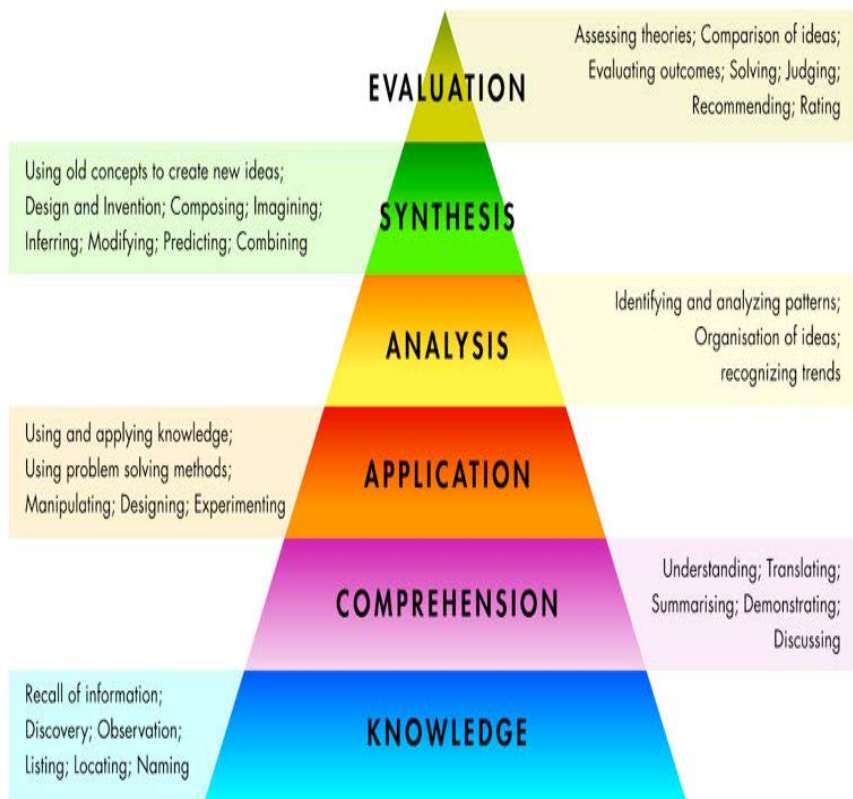 EVALUATION
Assessing theories; Comparison of ideas;
Evaluating outcomes; Solving; Judging;
Recommending; Rating
Using old concepts to create new ideas;
Design and Invention; Composing; Imagining;
Inferring; Modifying; Predicting; Combining
SYNTHESIS
ANALYSIS
Identifying and analyzing patterns;
Organisation of ideas;
recognizing trends
Using and applying knowledge;
Using problem solving methods;
Manipulating; Designing; Experimenting
APPLICATION
COMPREHENSION
Understanding; Translating;
Summarising; Demonstrating;
Discussing
Recall of information;
Discovery; Observation;
Listing; Locating; Naming
KNOWLEDGE